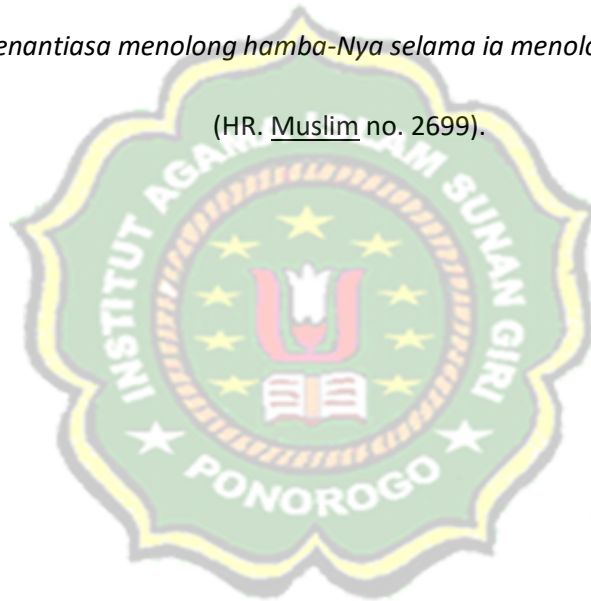 enantiasa menolong hamba-Nya selama ia menolo
(HR. Muslim no. 2699).
INSTITUT AGAMA ISLAM SUNAN GIRI
PONOROGO